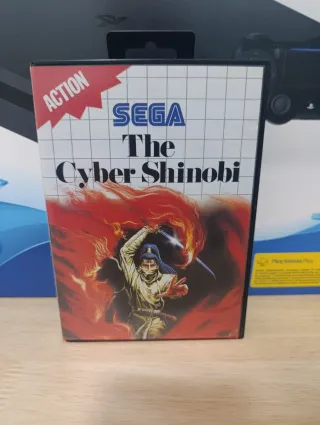 ACTION
SEGA
The
Cyber Shinobi